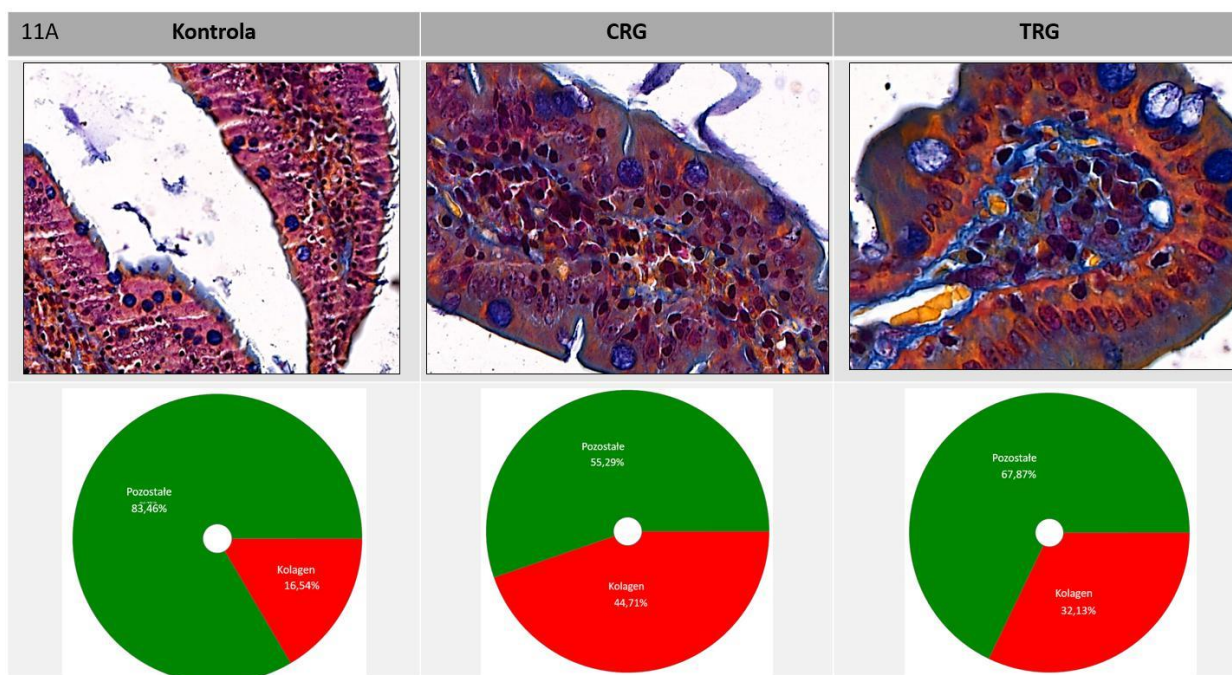 11A
Kontrola
CRG
TRG
Pozostałe
83,46%
Kolagen
16,54%
Pozostałe
55,29%
Kolagen
44,71%
Pozostałe
67,87%
Kolagen
32,13%